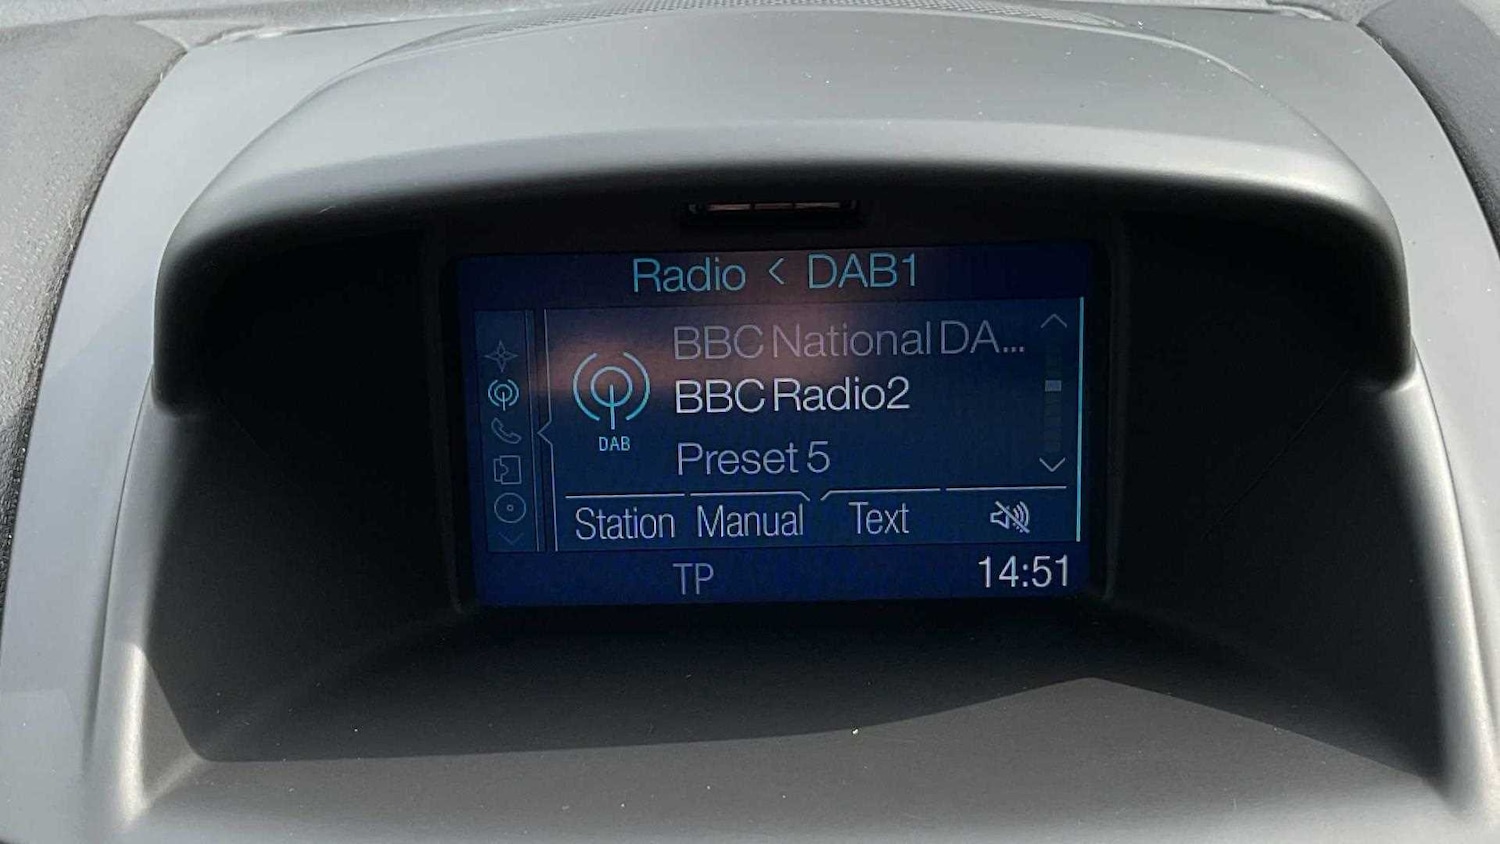 Radio < DAB1
BBC National DA...
BBC Radio2
DAB
Preset 5
Station Manual Text
TP 14:51